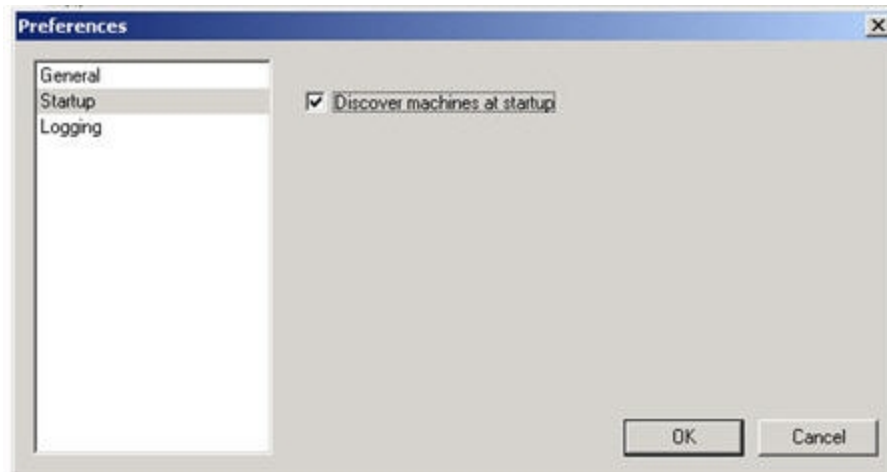 Preferences
General
Startup
Logging
Discover machines at startup
OK
Cancel